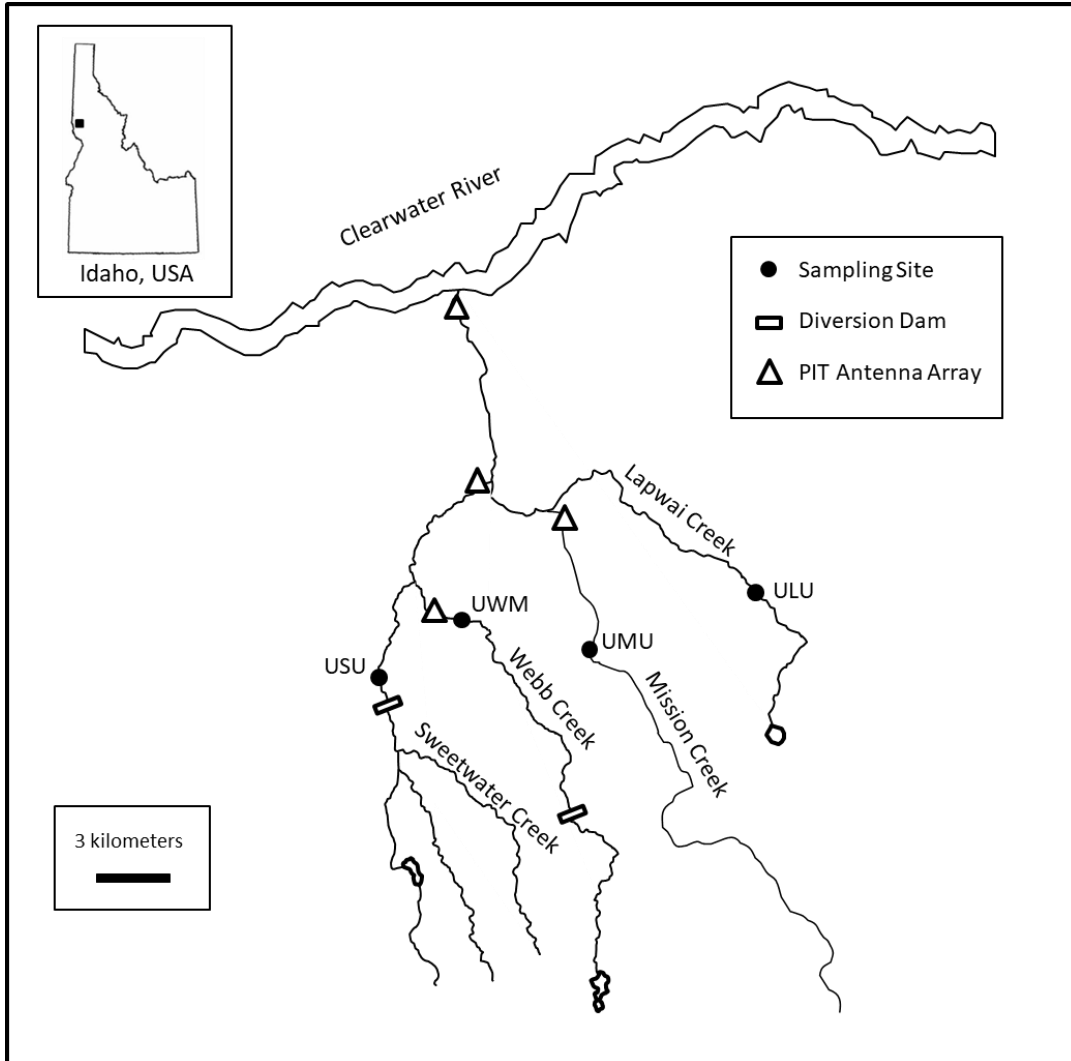 Idaho, USA
Clearwater River
Sampling Site
Diversion Dam
PIT Antenna Array
Lapwai Creek
ULU
UWM
UMU
USU
Webb Creek
Mission Creek
Sweetwater Creek
3 kilometers